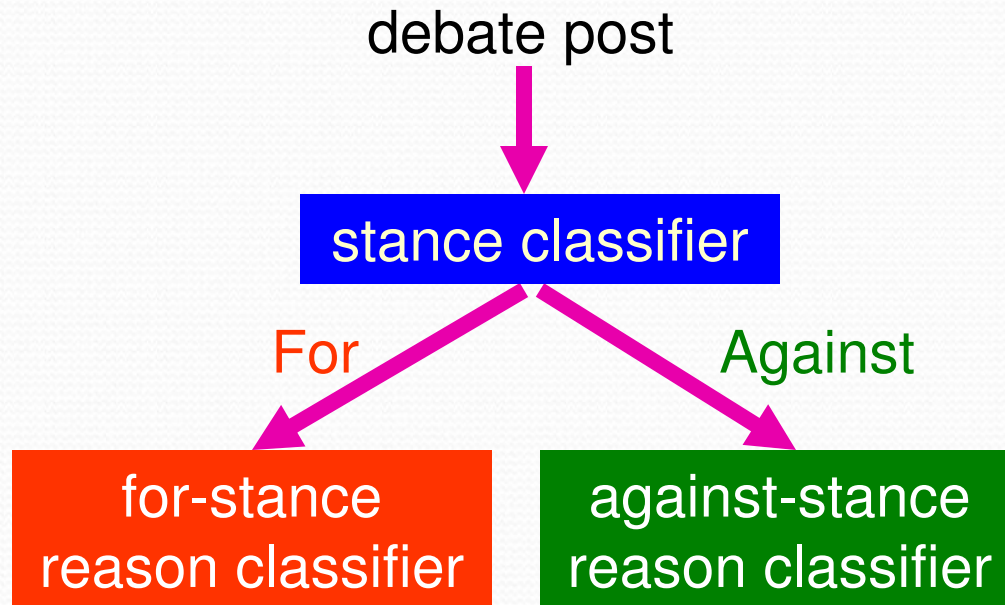 debate post
stance classifier
For
Against
for-stance
reason classifier
against-stance
reason classifier